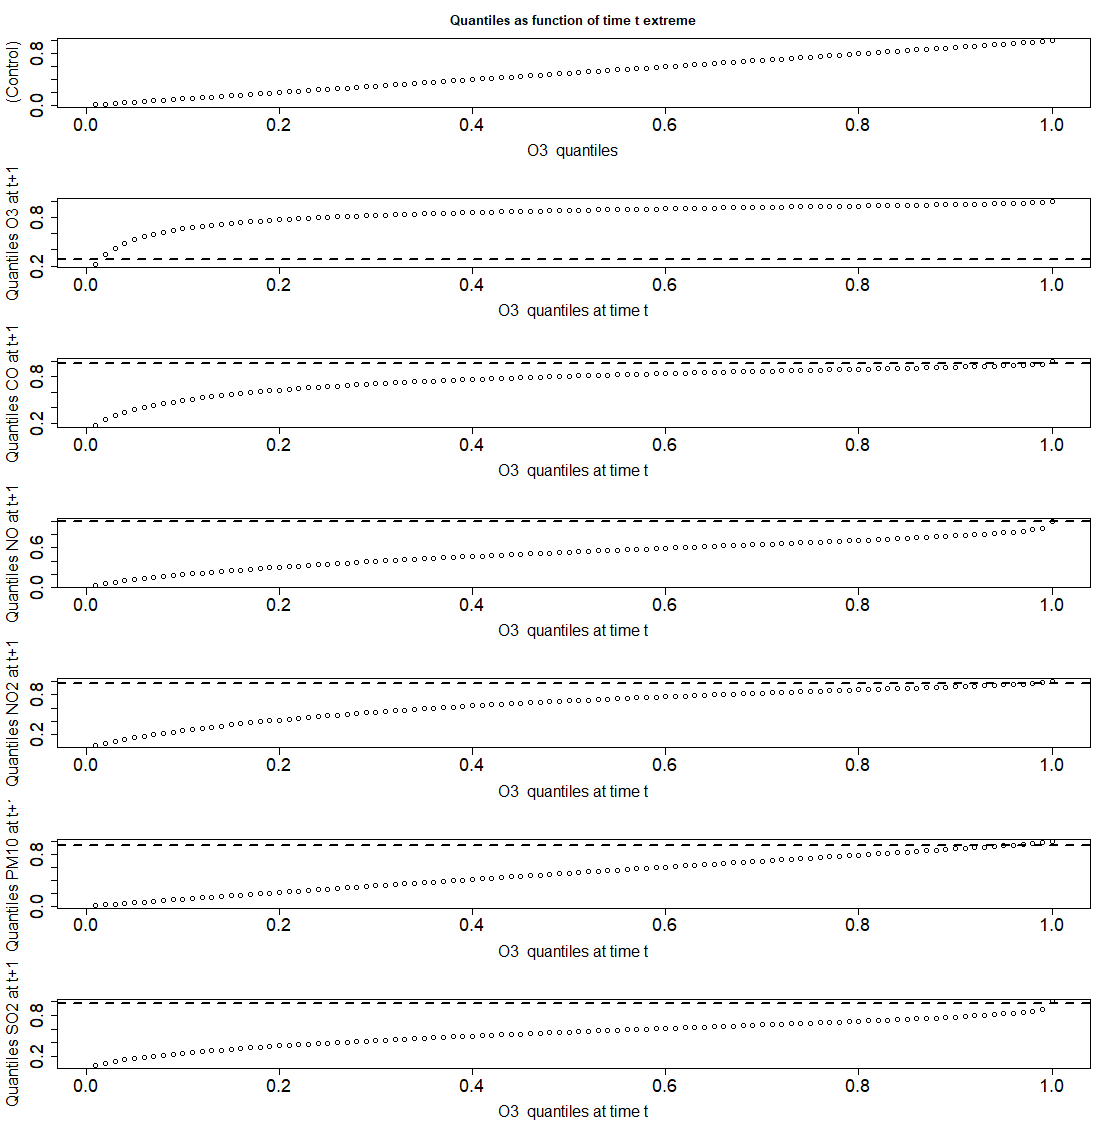 Quantiles as function of time t extreme
(Control)
0.0 0.8
0.0 0.2 0.4 0.6 0.8 1.0
O3 quantiles
Quantiles O3 at t+1
0.2 0.8
0.0 0.2 0.4 0.6 0.8 1.0
O3 quantiles at time t
Quantiles CO at t+1
0.2 0.8
0.0 0.2 0.4 0.6 0.8 1.0
O3 quantiles at time t
Quantiles NO at t+1
0.0 0.6
0.0 0.2 0.4 0.6 0.8 1.0
O3 quantiles at time t
Quantiles NO2 at t+1
0.2 0.8
0.0 0.2 0.4 0.6 0.8 1.0
O3 quantiles at time t
Quantiles PM10 at t+
0.0 0.8
0.0 0.2 0.4 0.6 0.8 1.0
O3 quantiles at time t
Quantiles SO2 at t+1
0.2 0.8
0.0 0.2 0.4 0.6 0.8 1.0
O3 quantiles at time t